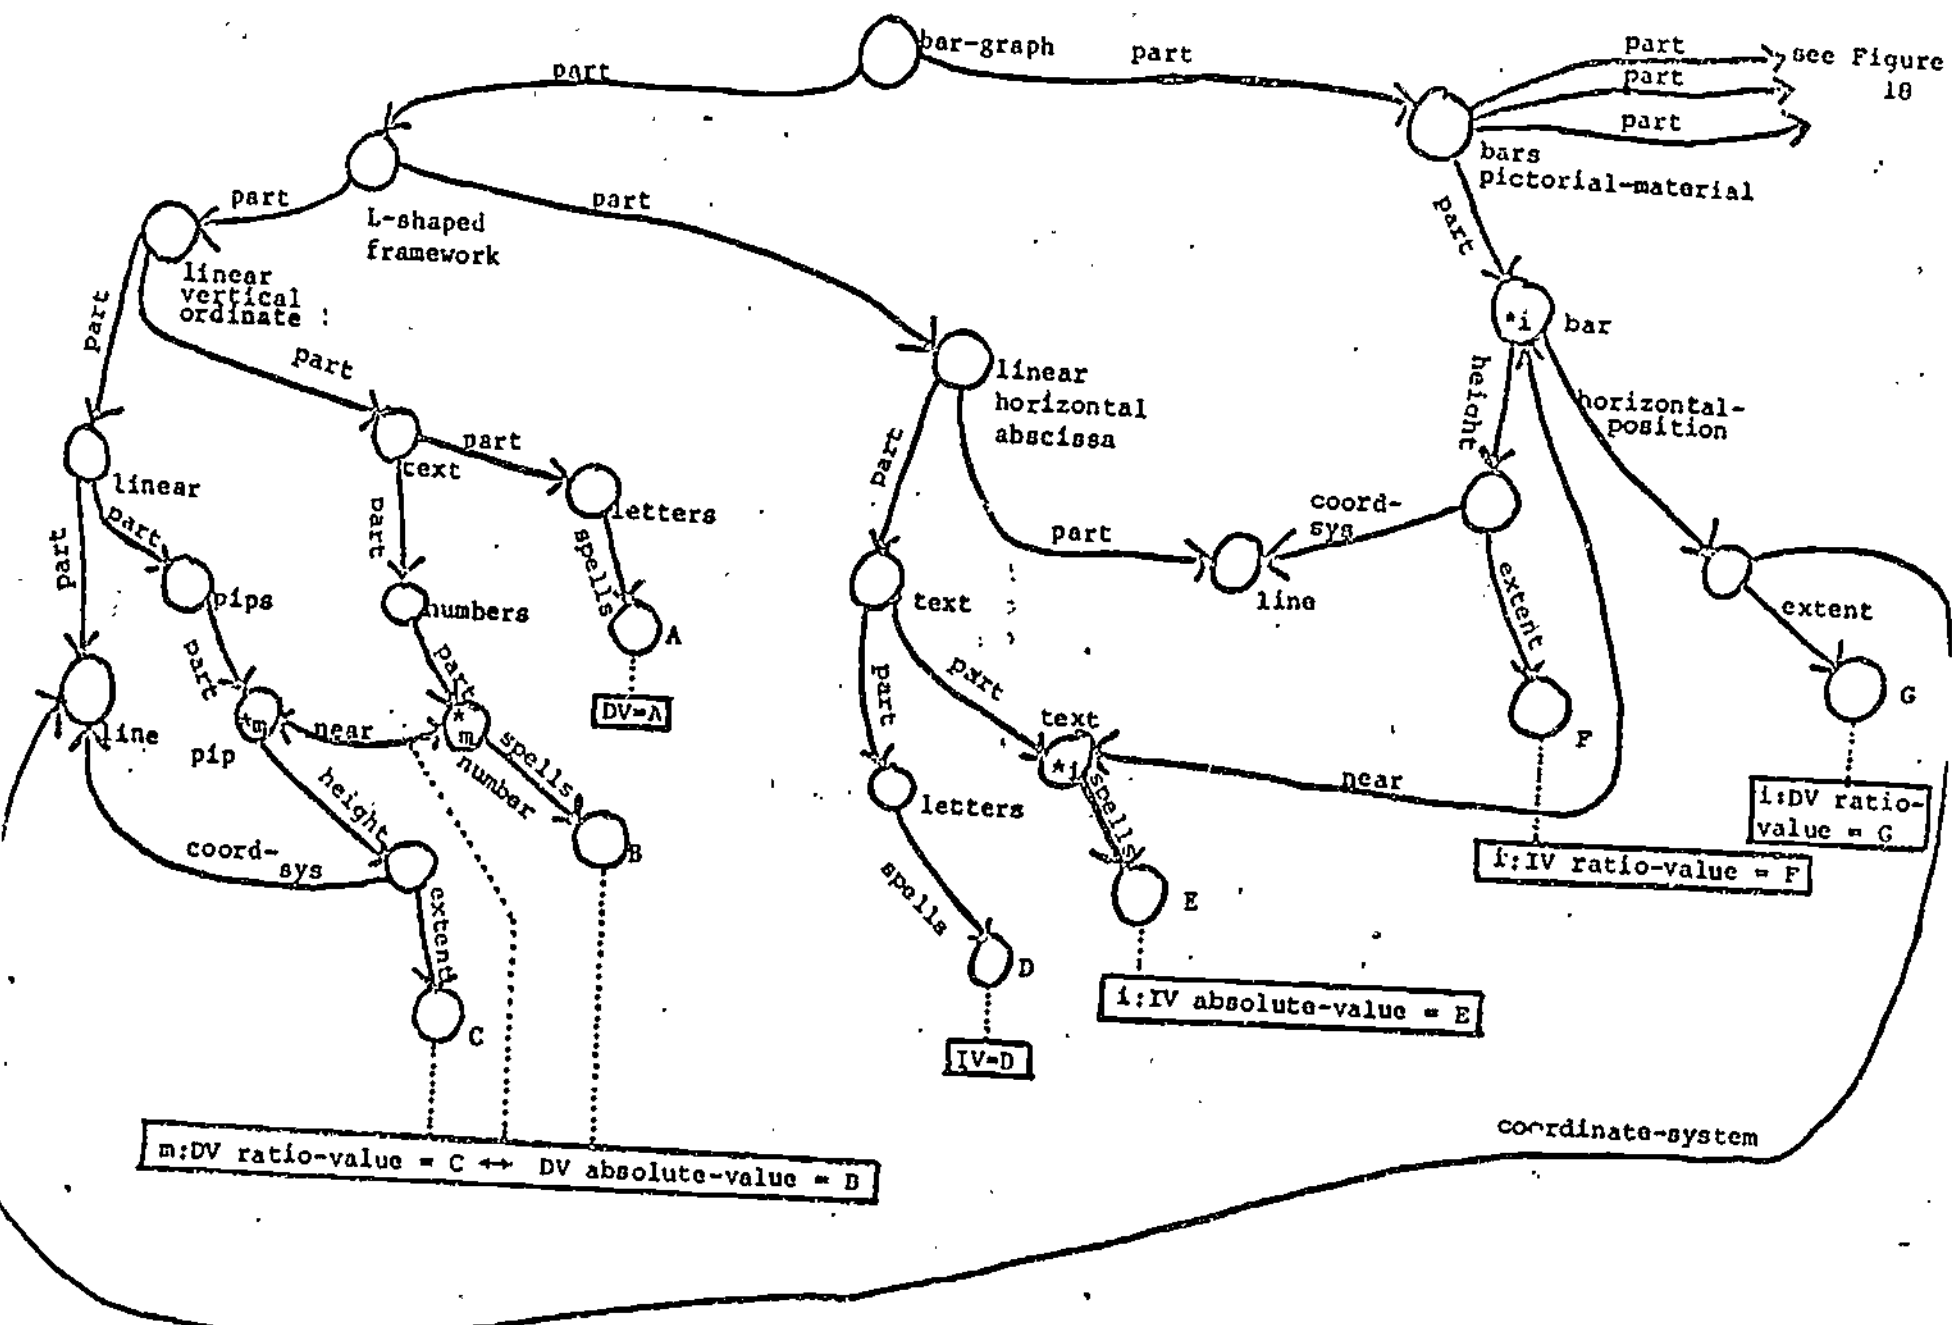 bar-graph
part
part
part
see Figure
10
part
part
bars
pictorial-material
part
L-shaped
framework
part
part
linear
vertical
ordinate :
part
part
*i
bar
height
horizontal-
position
linear
horizontal
abscissa
part
part
text
part
letters
linear
part
part
pips
part
numbers
spells
A
DV=A
part
line
part
*m
pip
near
*
m
number
spells
B
height
coord-
sys
extent
C
m:DV ratio-value = C ↔ DV absolute-value = B
part
text
part
line
coord-
sys
part
letters
spells
D
IV=D
part
text
*i
spells
E
i:IV absolute-value = E
near
extent
F
i:IV ratio-value = F
extent
G
i:DV ratio-
value = G
coordinate-system